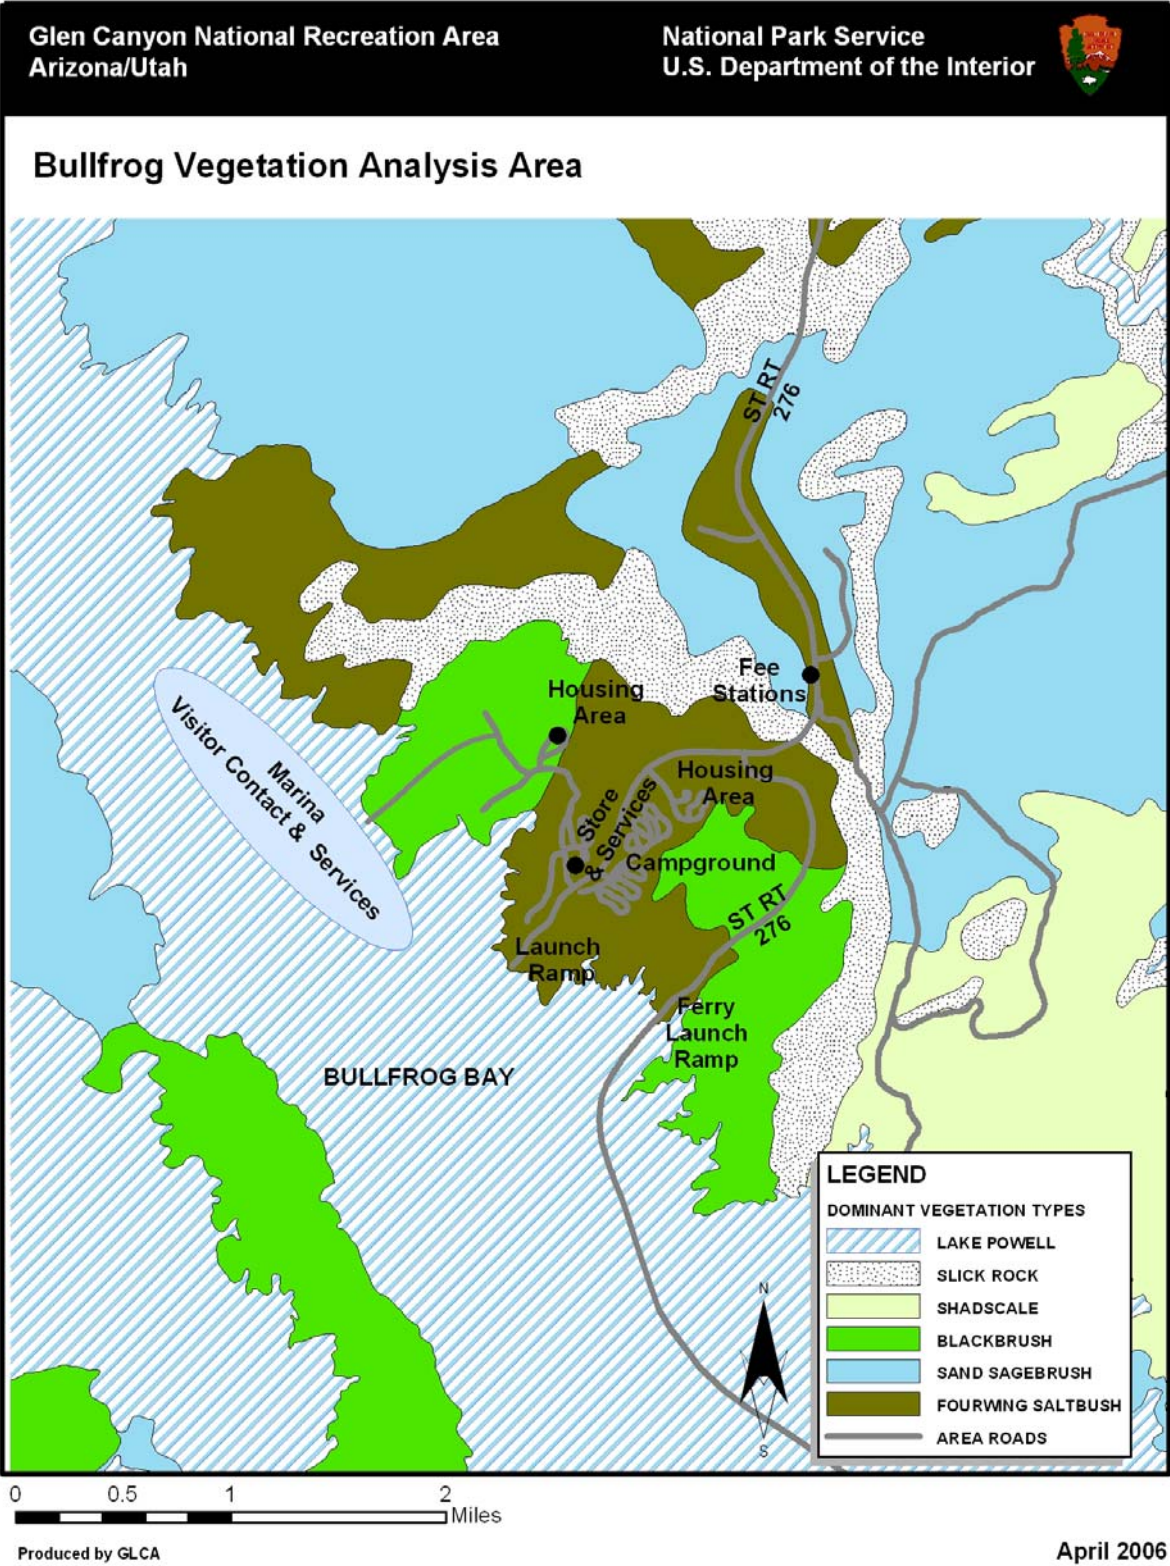 Glen Canyon National Recreation Area
Arizona/Utah
National Park Service
U.S. Department of the Interior
Bullfrog Vegetation Analysis Area
ST RT
276
Fee
Stations
Housing
Area
Marina
Visitor Contact & Services
Housing
Area
Store
& Services
Campground
ST RT
276
Launch
Ramp
Ferry
Launch
Ramp
BULLFROG BAY
LEGEND
DOMINANT VEGETATION TYPES
LAKE POWELL
SLICK ROCK
SHADSCALE
BLACKBRUSH
SAND SAGEBRUSH
FOURWING SALTBUSH
AREA ROADS
N
S
0 0.5 1 2
Miles
Produced by GLCA
April 2006